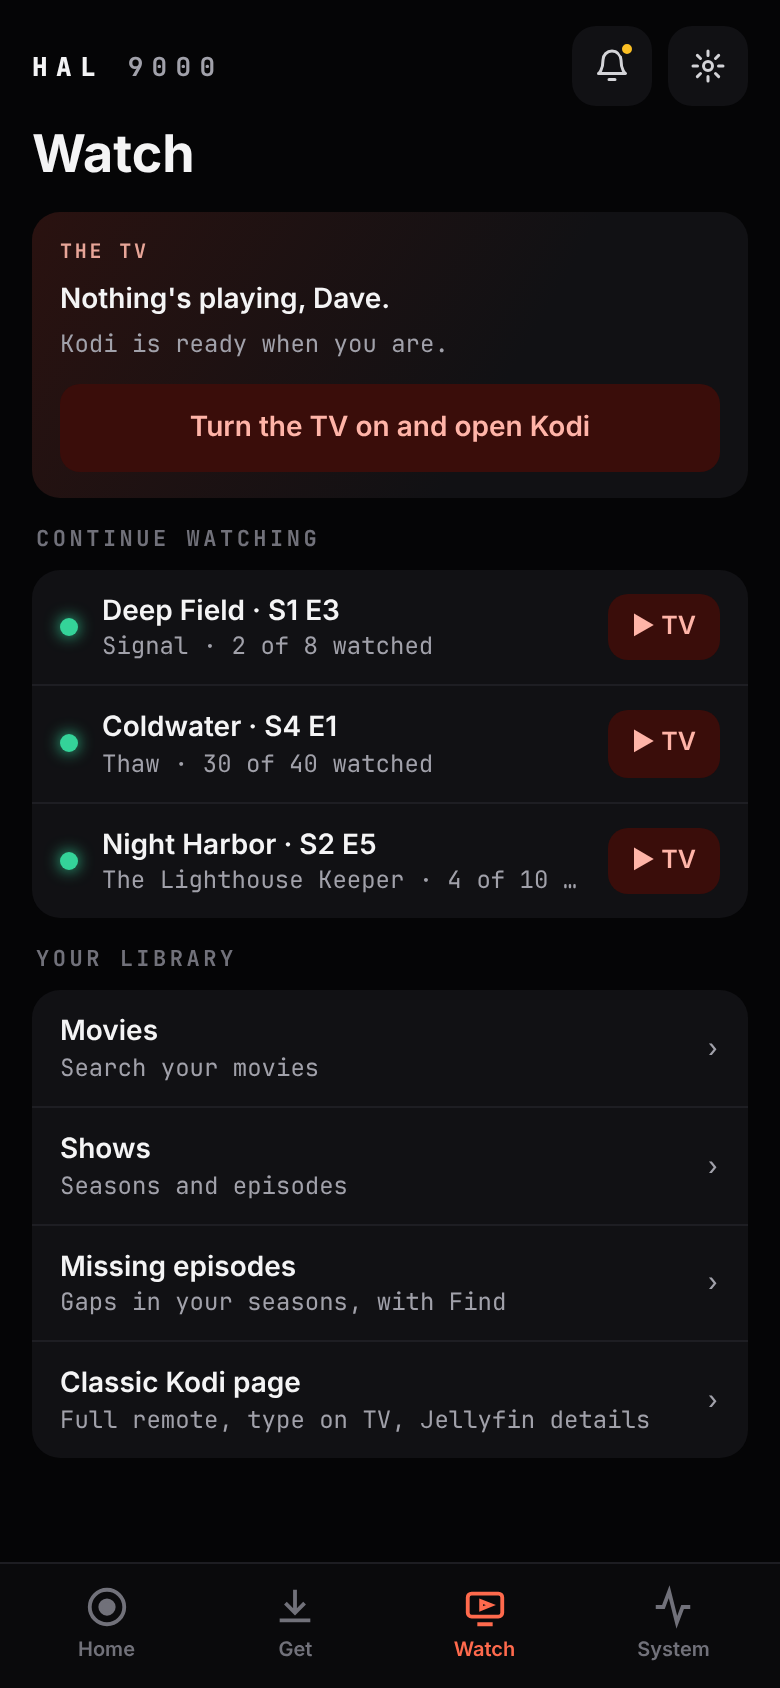 HAL 9000
Watch
THE TV
Nothing's playing, Dave.
Kodi is ready when you are.
Turn the TV on and open Kodi
CONTINUE WATCHING
Deep Field · S1 E3
Signal · 2 of 8 watched
▶ TV
Coldwater · S4 E1
Thaw · 30 of 40 watched
▶ TV
Night Harbor · S2 E5
The Lighthouse Keeper · 4 of 10 …
▶ TV
YOUR LIBRARY
Movies
Search your movies
Shows
Seasons and episodes
Missing episodes
Gaps in your seasons, with Find
Classic Kodi page
Full remote, type on TV, Jellyfin details
Home
Get
Watch
System